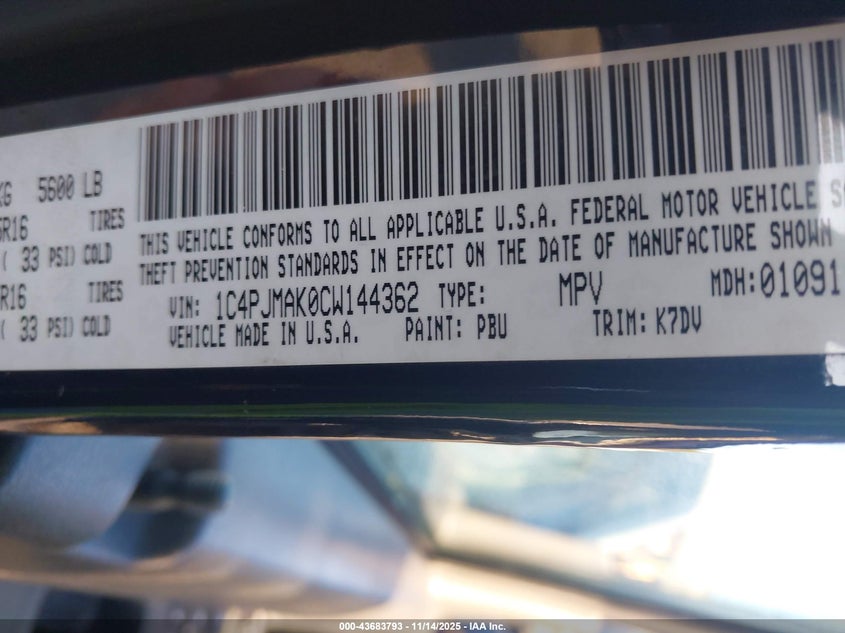 KG 5600 LB
R16 TIRES
( 33 PSI) COLD
R16 TIRES
( 33 PSI) COLD
THIS VEHICLE CONFORMS TO ALL APPLICABLE U.S.A. FEDERAL MOTOR VEHICLE
THEFT PREVENTION STANDARDS IN EFFECT ON THE DATE OF MANUFACTURE SHOWN
VIN: 1C4PJMAK0CW144362 TYPE: MPV MDH:01091
VEHICLE MADE IN U.S.A. PAINT: PBU TRIM: K7DV
000-43683793 - 11/14/2025 - IAA Inc.